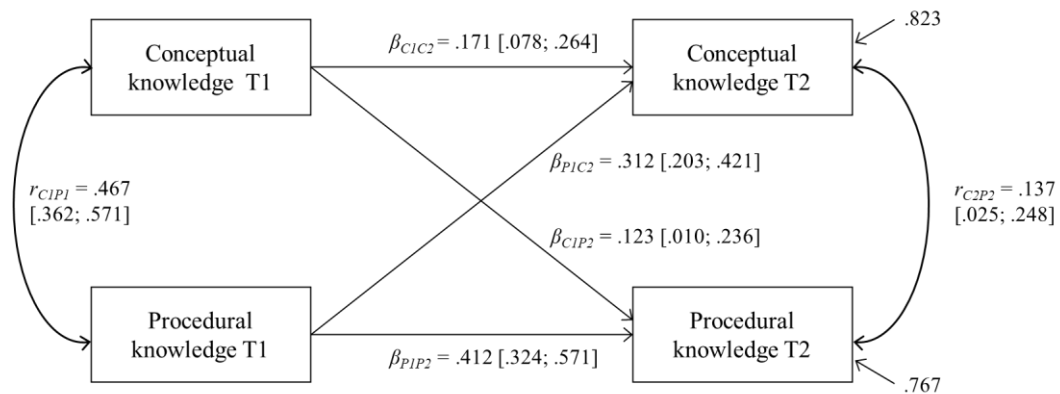 .823
Conceptual
knowledge T1
β_C1C2 = .171 [.078; .264]
Conceptual
knowledge T2
β_P1C2 = .312 [.203; .421]
r_C1P1 = .467
[.362; .571]
r_C2P2 = .137
[.025; .248]
β_C1P2 = .123 [.010; .236]
Procedural
knowledge T1
Procedural
knowledge T2
β_P1P2 = .412 [.324; .571]
.767